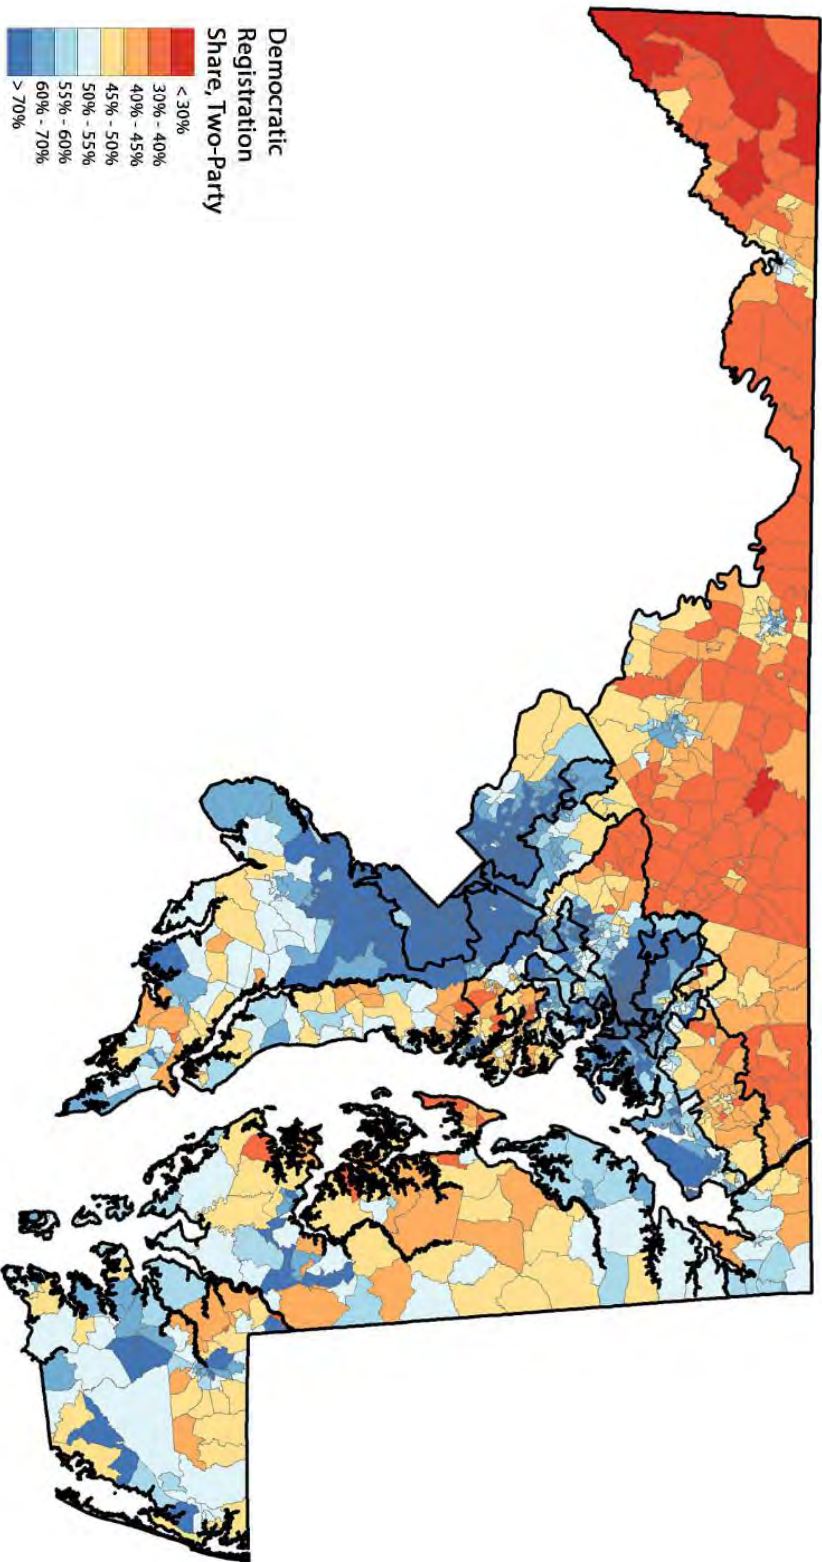 Democratic
Registration
Share, Two-Party
< 30%
30% - 40%
40% - 45%
45% - 50%
50% - 55%
55% - 60%
60% - 70%
> 70%